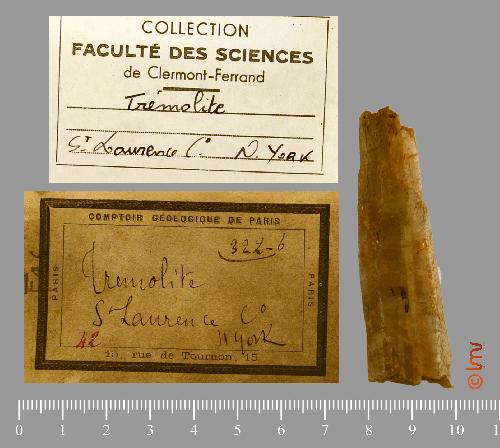 COLLECTION
FACULTÉ DES SCIENCES
de Clermont-Ferrand
Trémolite
St Laurence Co N. York
COMPTOIR GÉOLOGIQUE DE PARIS
322-6
PARIS
PARIS
Tremolite
St Laurence Co
N York
42
15, rue de Tournon, 15
© lmv
0 1 2 3 4 5 6 7 8 9 10 1